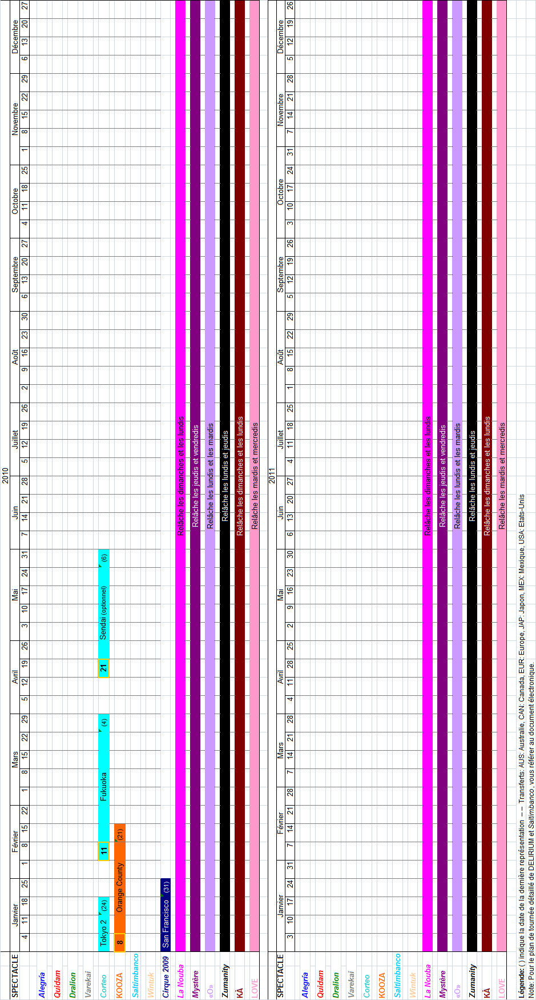 2010
SPECTACLE Janvier Février Mars Avril Mai Juin Juillet Août Septembre Octobre Novembre Décembre
4 11 18 25 1 8 15 22 1 8 15 22 29 5 12 19 26 3 10 17 24 31 7 14 21 28 5 12 19 26 2 9 16 23 30 6 13 20 27 4 11 18 25 1 8 15 22 29 6 13 20 27
Alegría
Quidam
Dralion
Varekai
Corteo Tokyo 2 (24) 11 Fukuoka (4) 21 Sendai (optionnel) (6)
KOOZA 8 Orange County (21)
Saltimbanco
Wintuk
Cirque 2009 San Francisco (31)
La Nouba Relâche les dimanches et les lundis
Mystère Relâche les jeudis et vendredis
«O» Relâche les lundis et les mardis
Zumanity Relâche les lundis et jeudis
KÀ Relâche les dimanches et les lundis
LOVE Relâche les mardis et mercredis
2011
SPECTACLE Janvier Février Mars Avril Mai Juin Juillet Août Septembre Octobre Novembre Décembre
3 10 17 24 31 7 14 21 28 7 14 21 28 4 11 28 25 2 9 16 23 30 6 13 20 27 4 11 18 25 1 8 15 22 29 5 12 19 26 3 10 17 24 31 7 14 21 28 5 12 19 26
Alegría
Quidam
Dralion
Varekai
Corteo
KOOZA
Saltimbanco
Wintuk
La Nouba Relâche les dimanches et les lundis
Mystère Relâche les jeudis et vendredis
«O» Relâche les lundis et les mardis
Zumanity Relâche les lundis et jeudis
KÀ Relâche les dimanches et les lundis
LOVE Relâche les mardis et mercredis
Légende: ( ) indique la date de la dernière représentation – – Transferts: AUS: Australie, CAN: Canada, EUR: Europe, JAP: Japon, MEX: Mexique, USA: Etats-Unis
Note: Pour le plan de tournée détaillé de DELIRIUM et Saltimbanco, vous référer au document électronique.